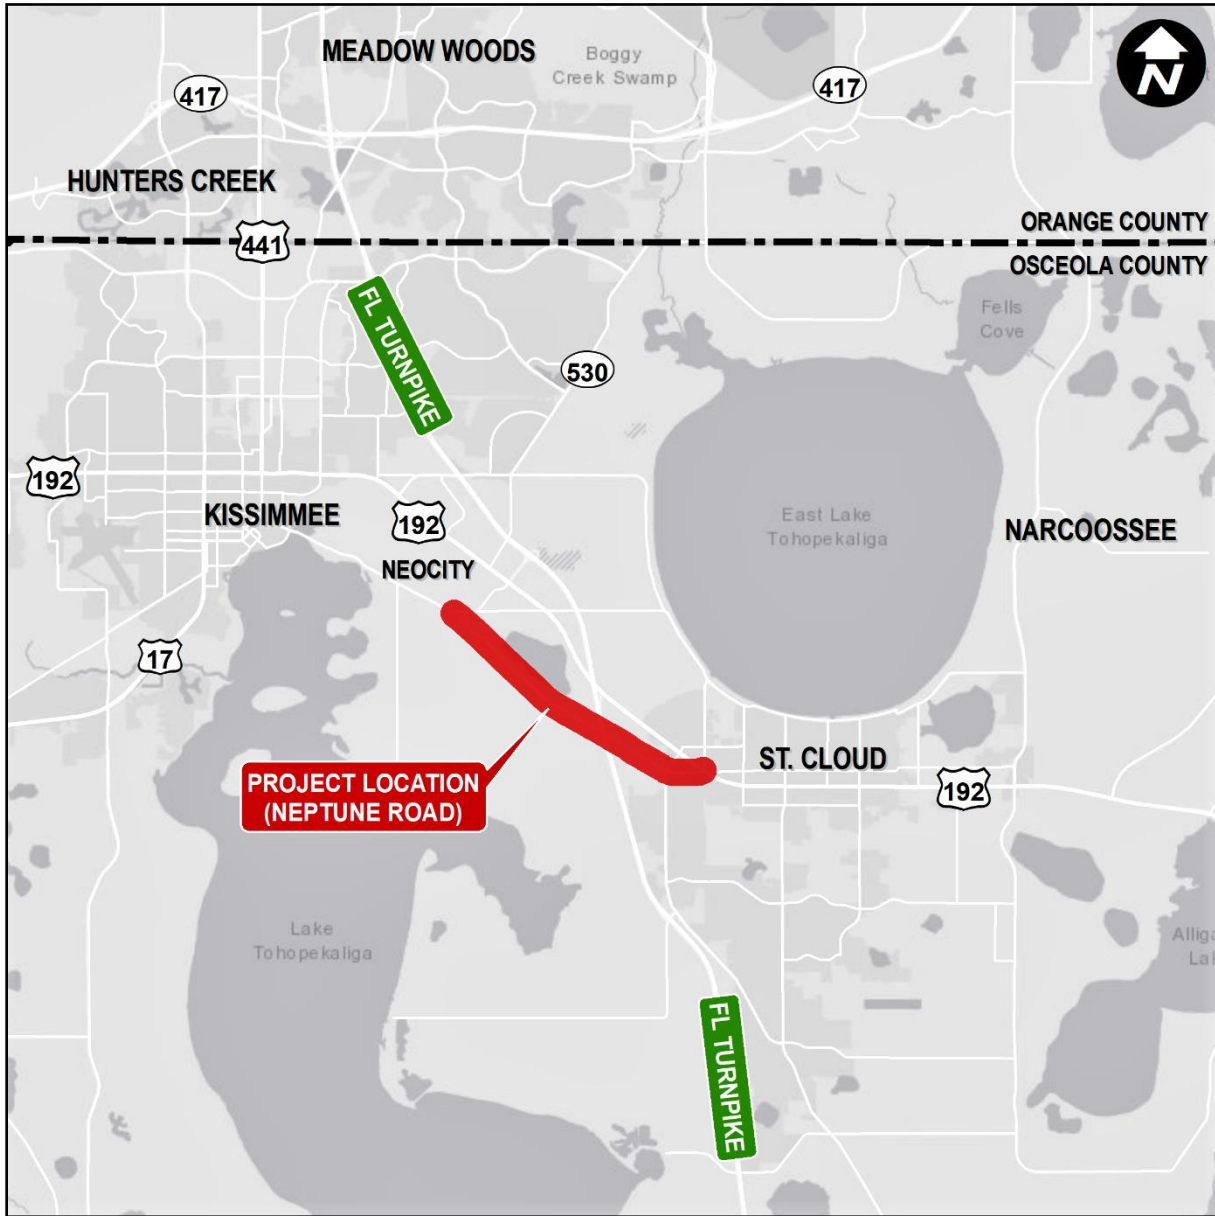 MEADOW WOODS
Boggy
Creek Swamp
N
417
417
HUNTERS CREEK
ORANGE COUNTY
441
OSCEOLA COUNTY
FL TURNPIKE
Fells
Cove
530
192
KISSIMMEE
192
East Lake
Tohopekaliga
NARCOOSSEE
NEOCITY
17
ST. CLOUD
PROJECT LOCATION
(NEPTUNE ROAD)
192
Lake
Tohopekaliga
Alliga
Lak
FL TURNPIKE